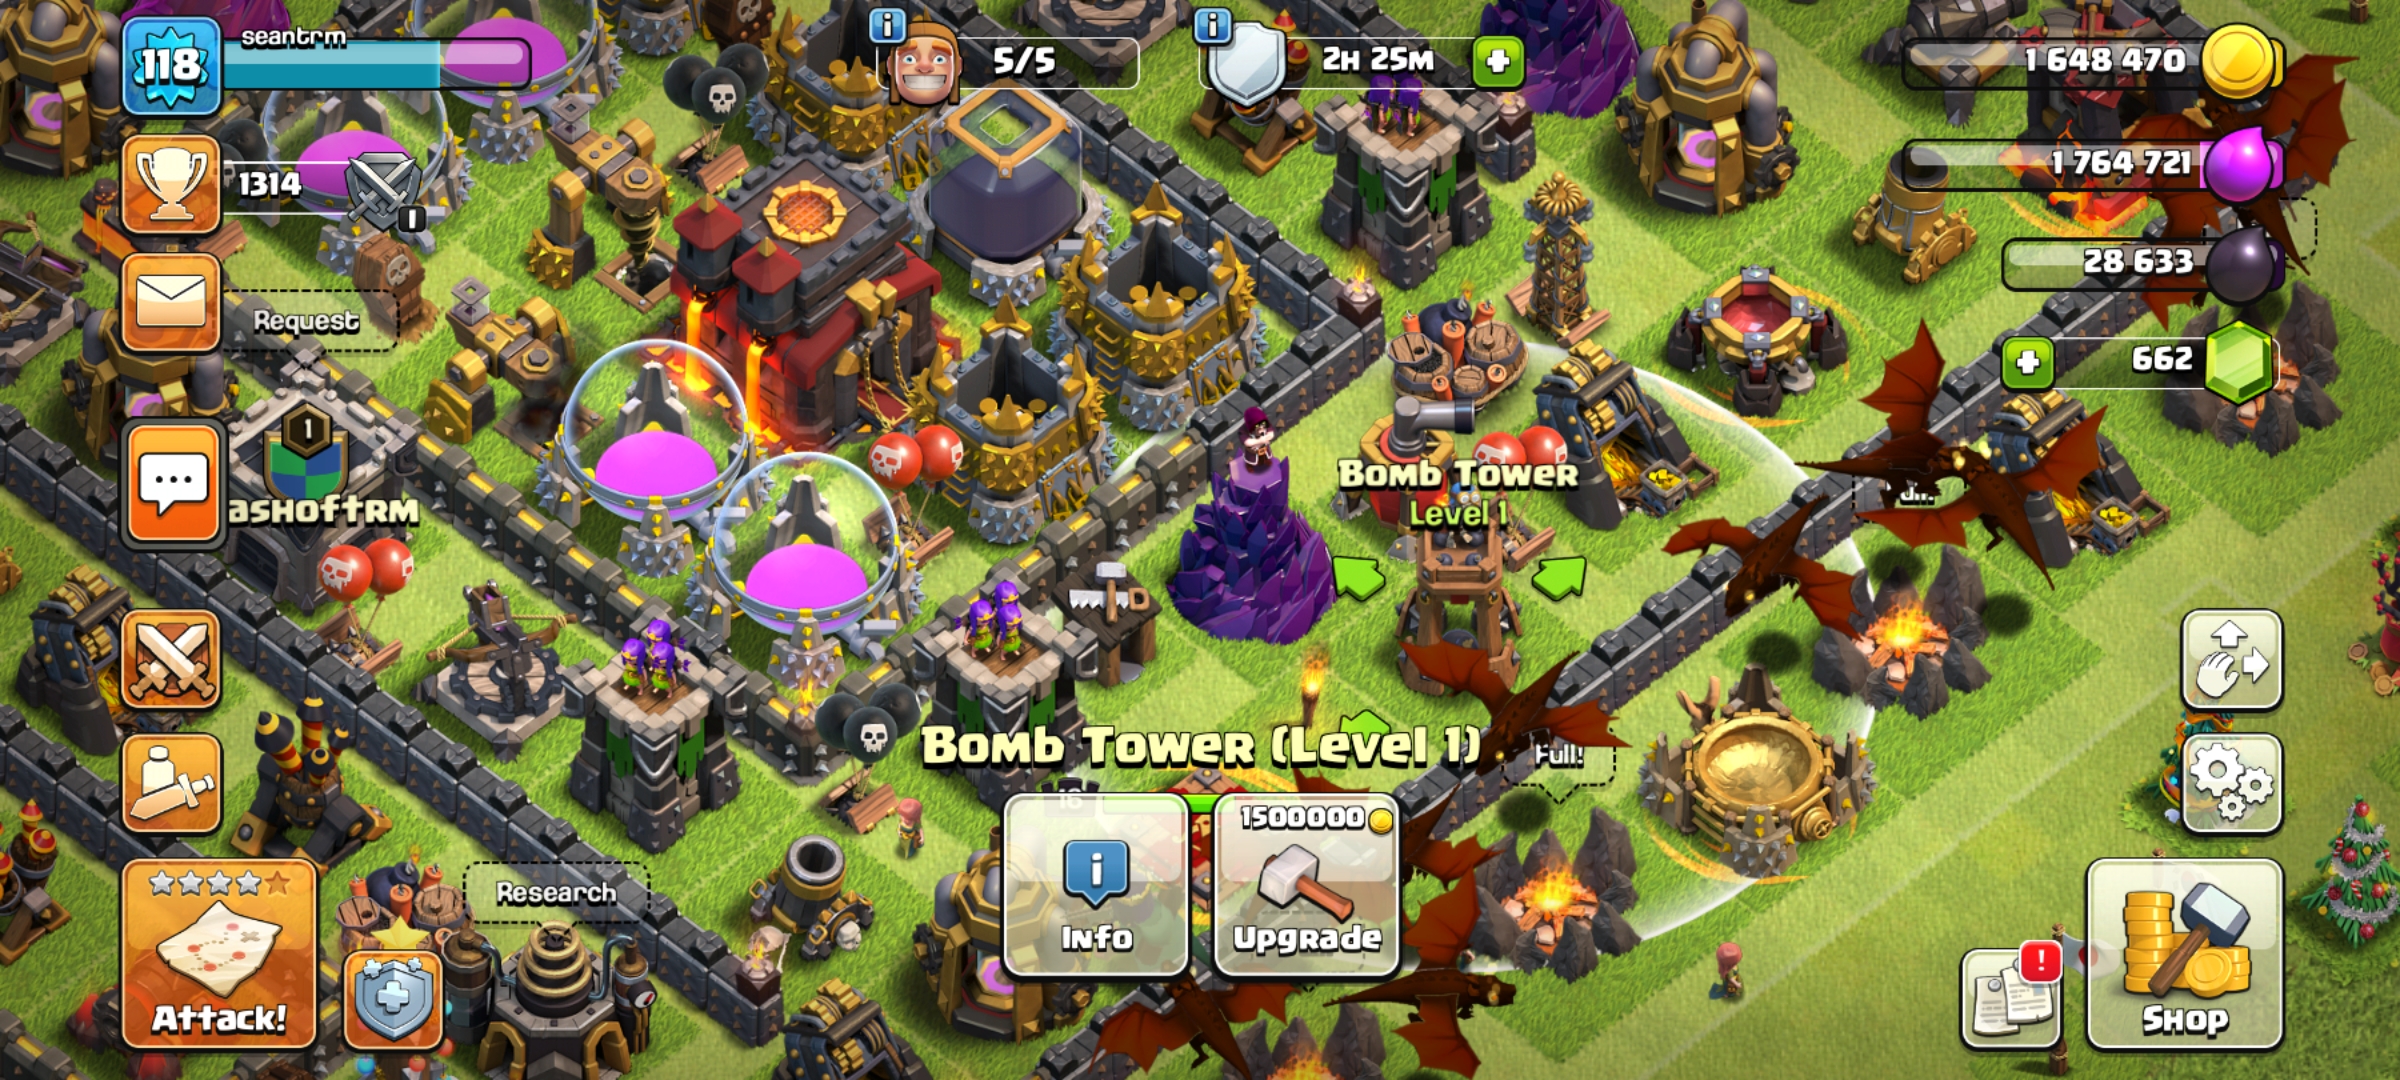 118
seantrm
5/5
2H 25M
1 648 470
1314
I
1 764 721
28 633
Request
662
1
ashoftrm
Bomb Tower
Level 1
Bomb Tower (Level 1)
Full!
1500000
Info
Upgrade
Research
Attack!
!
Shop